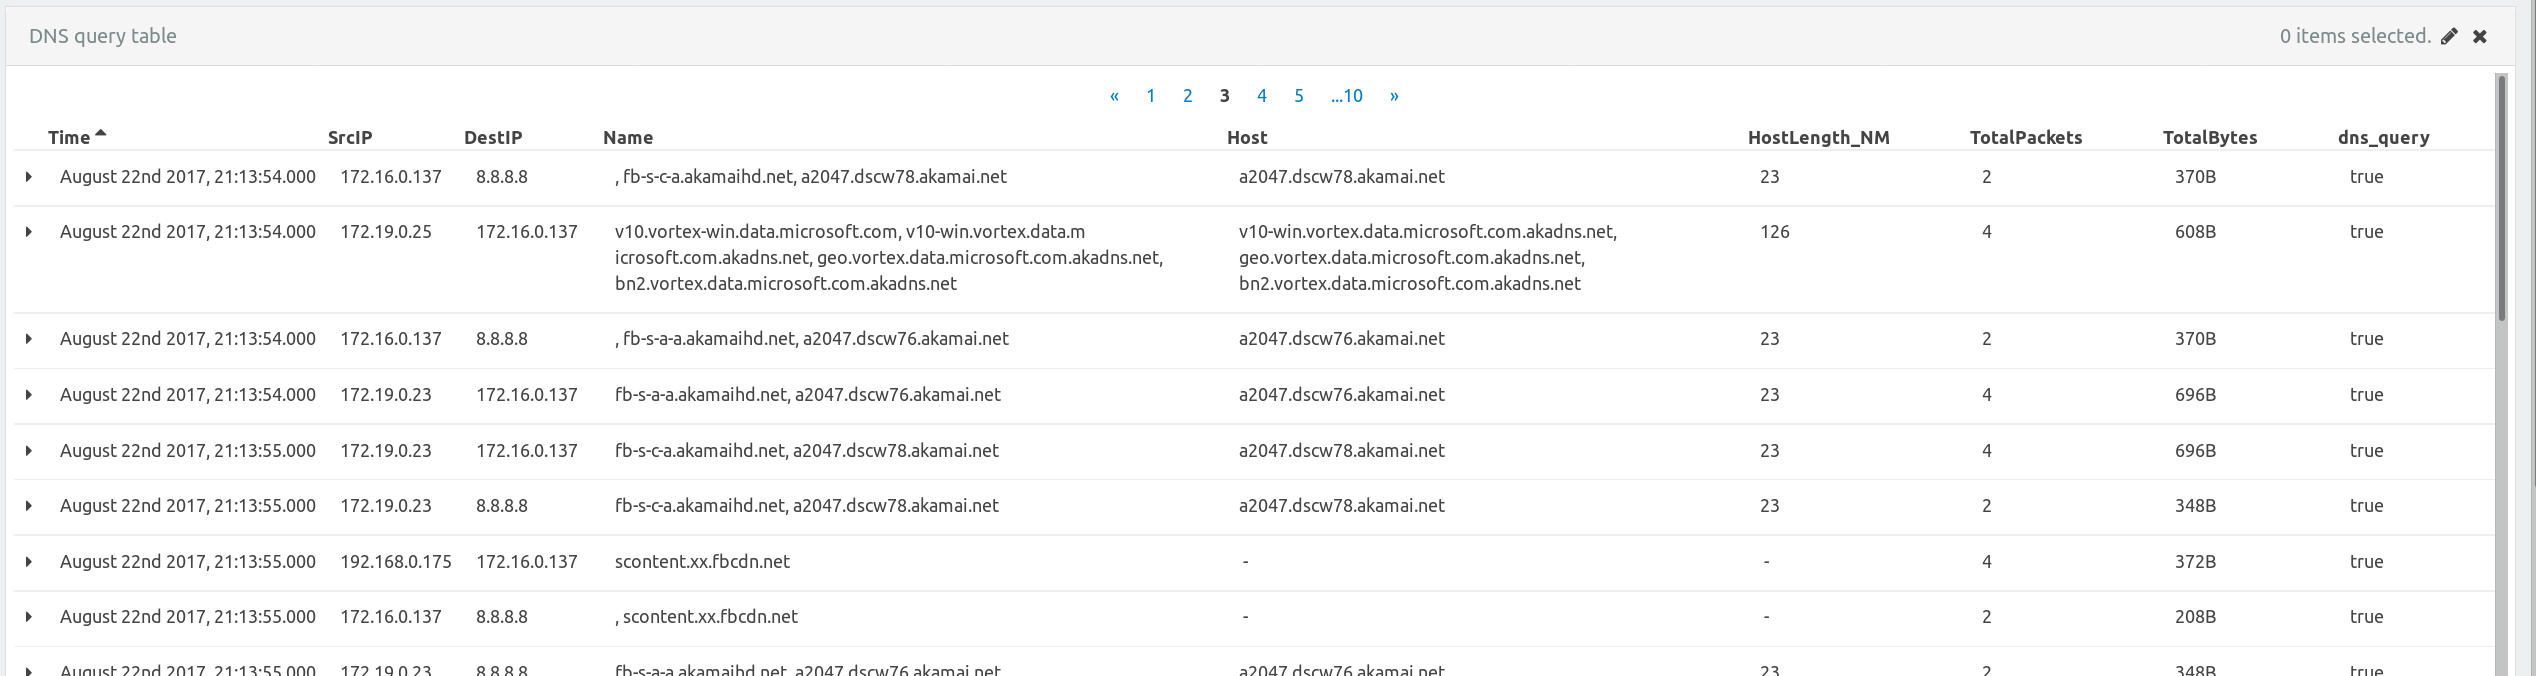 DNS query table 0 items selected.
« 1 2 3 4 5 ...10 »
Time SrcIP DestIP Name Host HostLength_NM TotalPackets TotalBytes dns_query
August 22nd 2017, 21:13:54.000 172.16.0.137 8.8.8.8 , fb-s-c-a.akamaihd.net, a2047.dscw78.akamai.net a2047.dscw78.akamai.net 23 2 370B true
August 22nd 2017, 21:13:54.000 172.19.0.25 172.16.0.137 v10.vortex-win.data.microsoft.com, v10-win.vortex.data.m v10-win.vortex.data.microsoft.com.akadns.net, 126 4 608B true
icrosoft.com.akadns.net, geo.vortex.data.microsoft.com.akadns.net, geo.vortex.data.microsoft.com.akadns.net,
bn2.vortex.data.microsoft.com.akadns.net bn2.vortex.data.microsoft.com.akadns.net
August 22nd 2017, 21:13:54.000 172.16.0.137 8.8.8.8 , fb-s-a-a.akamaihd.net, a2047.dscw76.akamai.net a2047.dscw76.akamai.net 23 2 370B true
August 22nd 2017, 21:13:54.000 172.19.0.23 172.16.0.137 fb-s-a-a.akamaihd.net, a2047.dscw76.akamai.net a2047.dscw76.akamai.net 23 4 696B true
August 22nd 2017, 21:13:55.000 172.19.0.23 172.16.0.137 fb-s-c-a.akamaihd.net, a2047.dscw78.akamai.net a2047.dscw78.akamai.net 23 4 696B true
August 22nd 2017, 21:13:55.000 172.19.0.23 8.8.8.8 fb-s-c-a.akamaihd.net, a2047.dscw78.akamai.net a2047.dscw78.akamai.net 23 2 348B true
August 22nd 2017, 21:13:55.000 192.168.0.175 172.16.0.137 scontent.xx.fbcdn.net - - 4 372B true
August 22nd 2017, 21:13:55.000 172.16.0.137 8.8.8.8 , scontent.xx.fbcdn.net - - 2 208B true
August 22nd 2017, 21:13:55.000 172.19.0.23 8.8.8.8 fb-s-a-a.akamaihd.net, a2047.dscw76.akamai.net a2047.dscw76.akamai.net 23 2 348B true